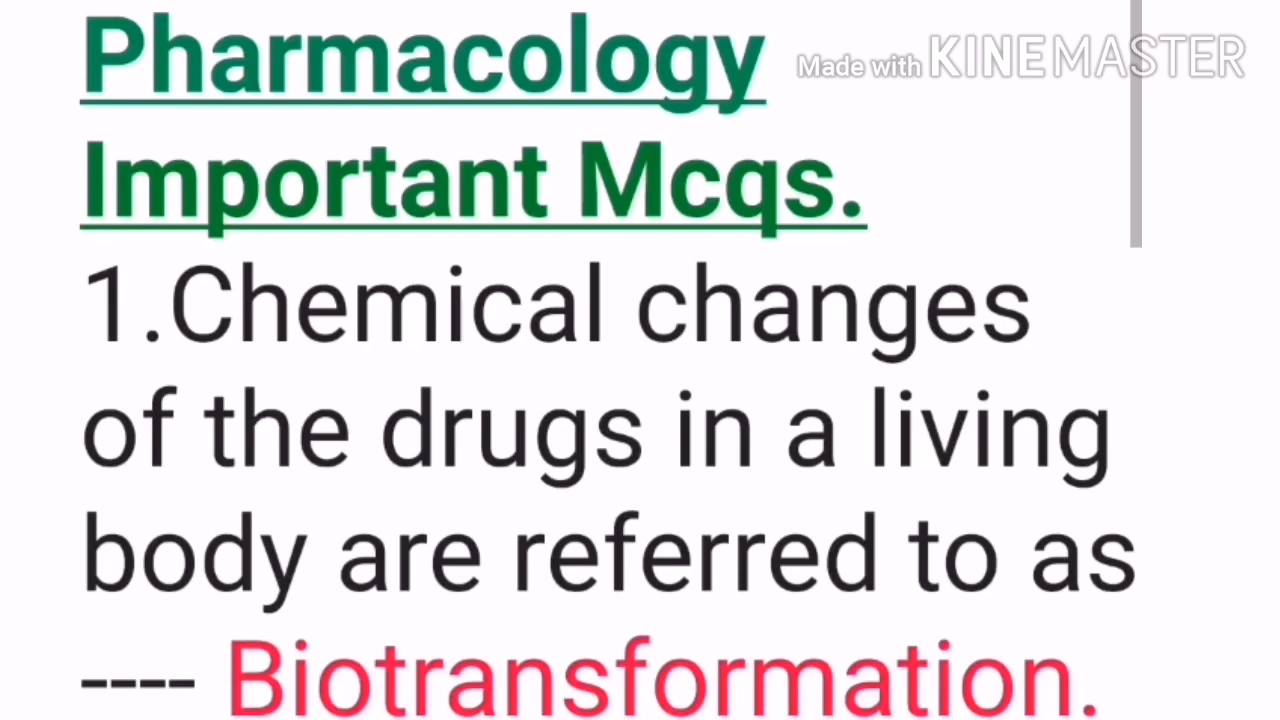 Pharmacology
Made with KINEMASTER
Important Mcqs.
1.Chemical changes
of the drugs in a living
body are referred to as
---- Biotransformation.